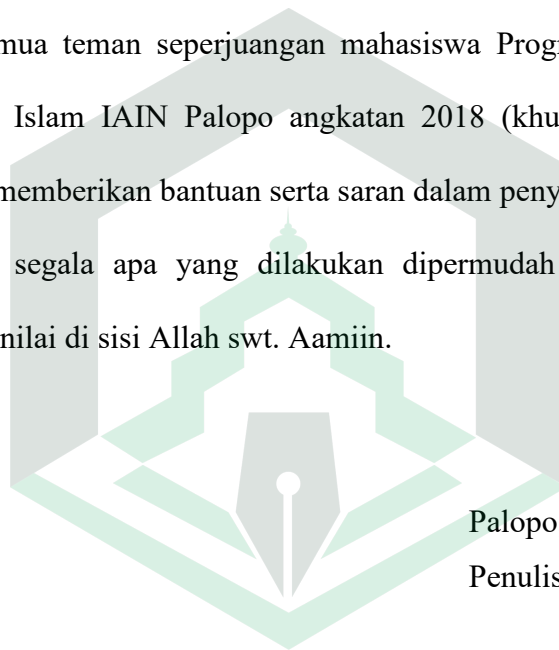 mua teman seperjuangan mahasiswa Progr
Islam IAIN Palopo angkatan 2018 (khu
memberikan bantuan serta saran dalam peny
segala apa yang dilakukan dipermudah
nilai di sisi Allah swt. Aamiin.
Palopo
Penulis